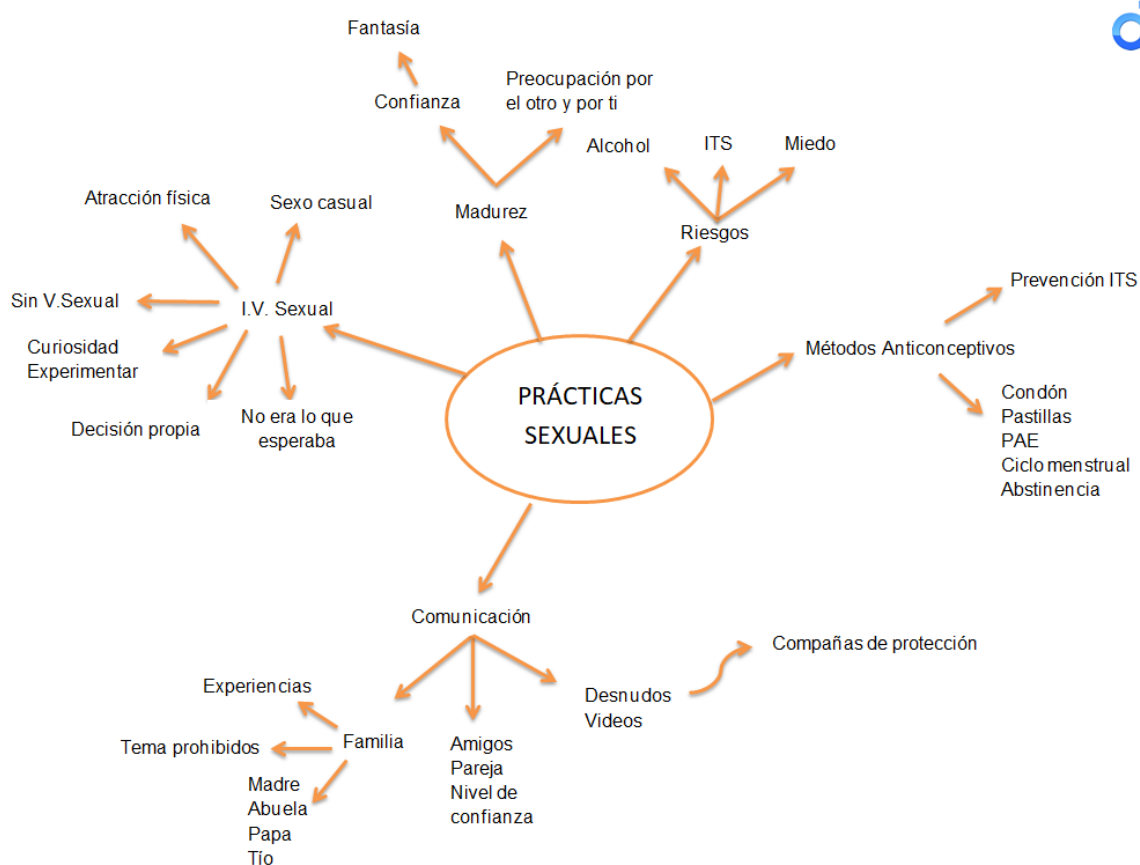 Fantasía
Confianza
Preocupación por
el otro y por ti
Alcohol
ITS
Miedo
Atracción física
Sexo casual
Madurez
Riesgos
Sin V.Sexual
I.V. Sexual
Prevención ITS
Curiosidad
Experimentar
Métodos Anticonceptivos
Decisión propia
No era lo que
esperaba
PRÁCTICAS
SEXUALES
Condón
Pastillas
PAE
Ciclo menstrual
Abstinencia
Comunicación
Compañas de protección
Experiencias
Desnudos
Videos
Tema prohibidos
Familia
Amigos
Pareja
Nivel de
confianza
Madre
Abuela
Papa
Tío